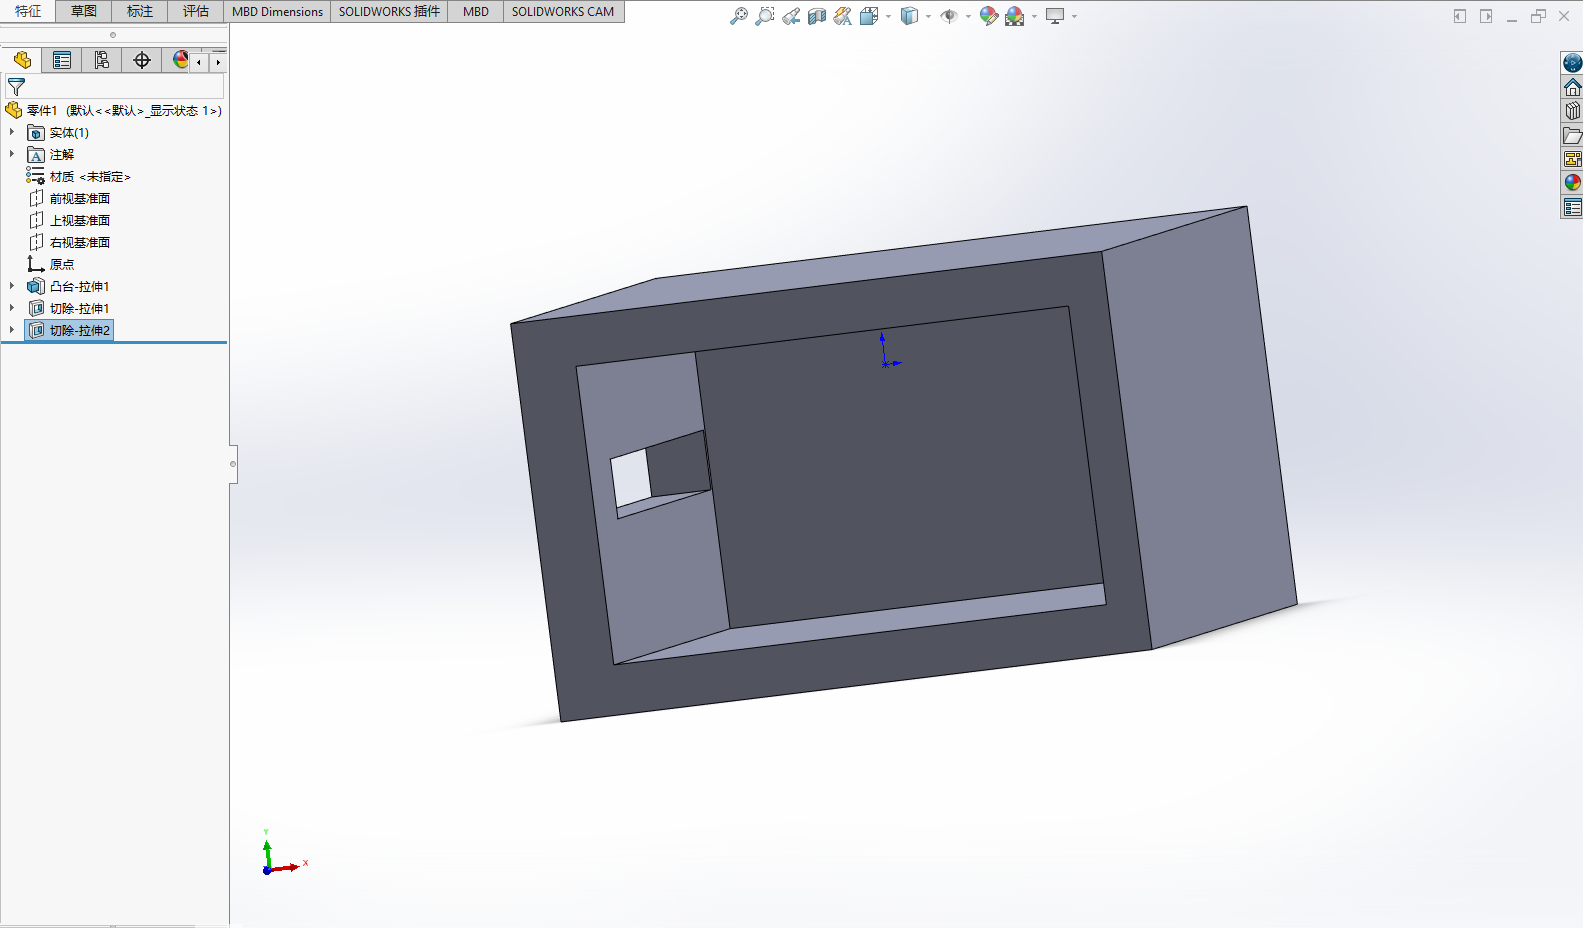 特征 草图 标注 评估 MBD Dimensions SOLIDWORKS 插件 MBD SOLIDWORKS CAM
零件1 (默认<<默认>_显示状态 1>)
实体(1)
注解
材质 <未指定>
前视基准面
上视基准面
右视基准面
原点
凸台-拉伸1
切除-拉伸1
切除-拉伸2
Y
X